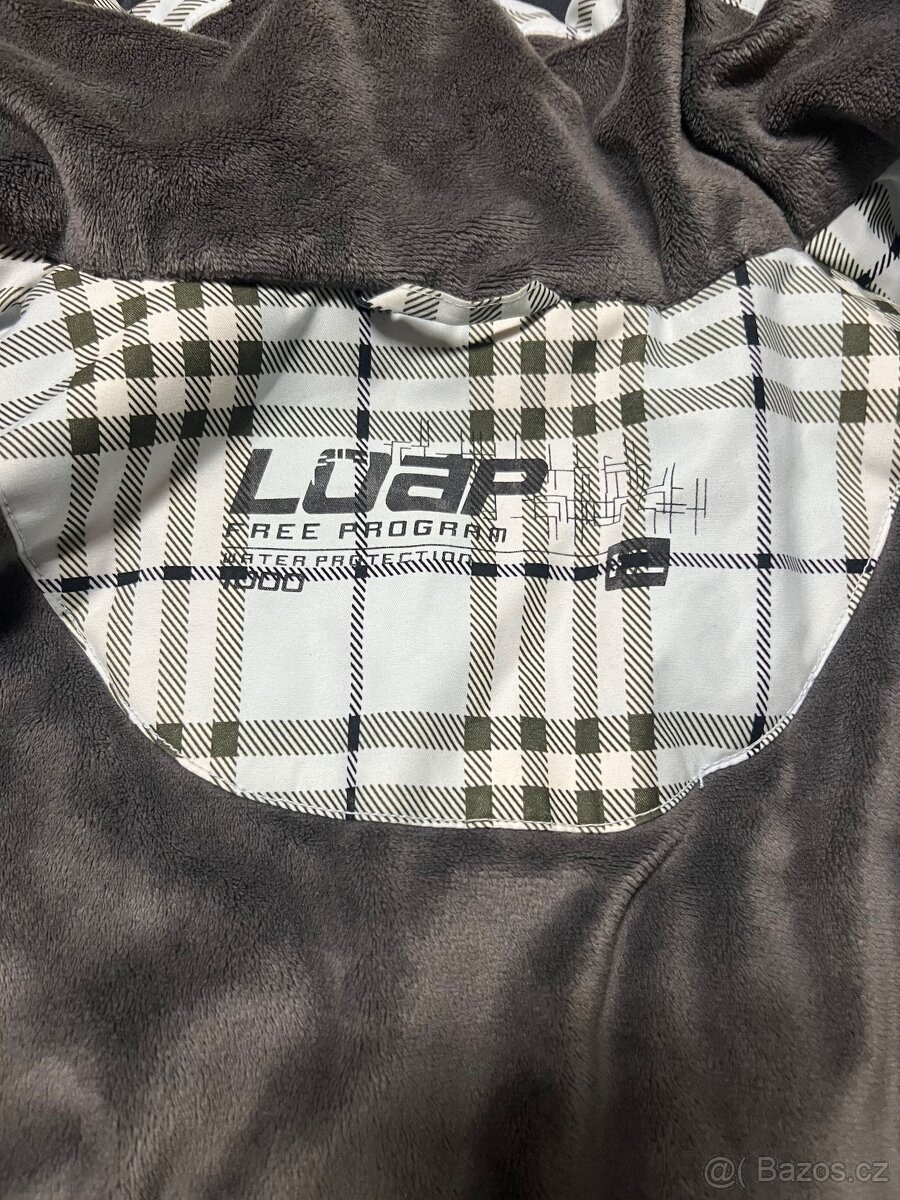 LOAP
FREE PROGRAM
WATER PROTECTION
@( Bazos.cz